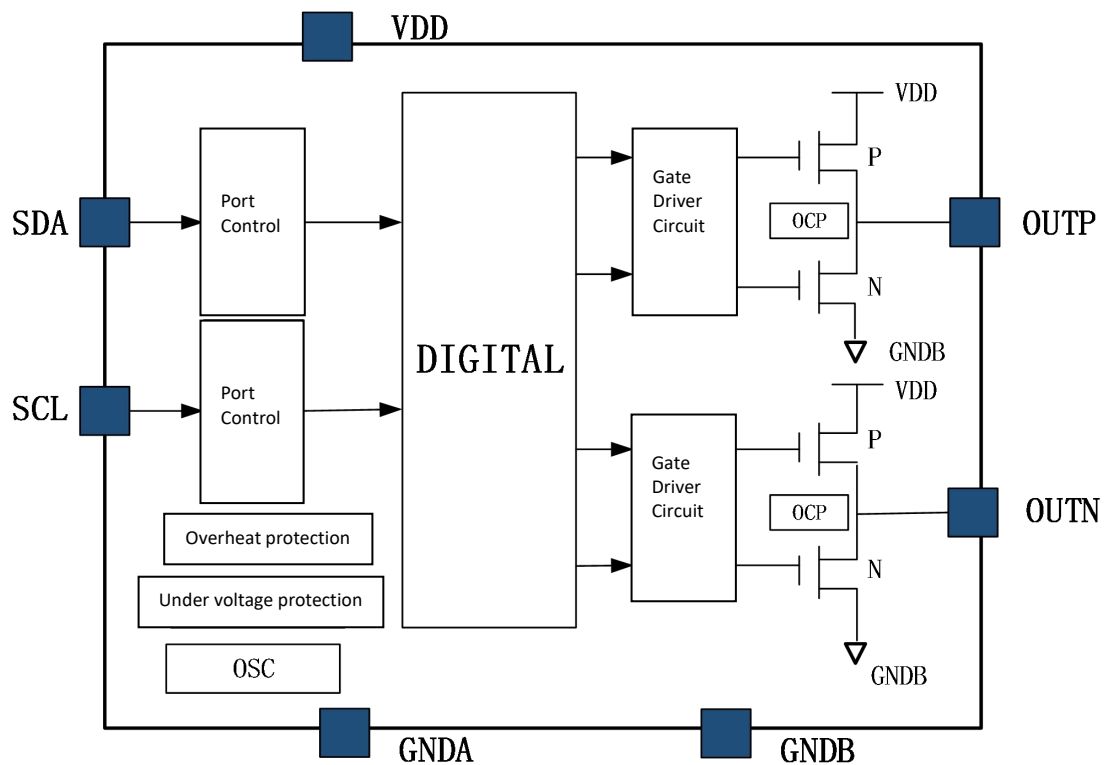 VDD
SDA
Port
Control
SCL
Port
Control
Overheat protection
Under voltage protection
OSC
DIGITAL
Gate
Driver
Circuit
VDD
P
OCP
N
GNDB
OUTP
Gate
Driver
Circuit
VDD
P
OCP
N
GNDB
OUTN
GNDA
GNDB